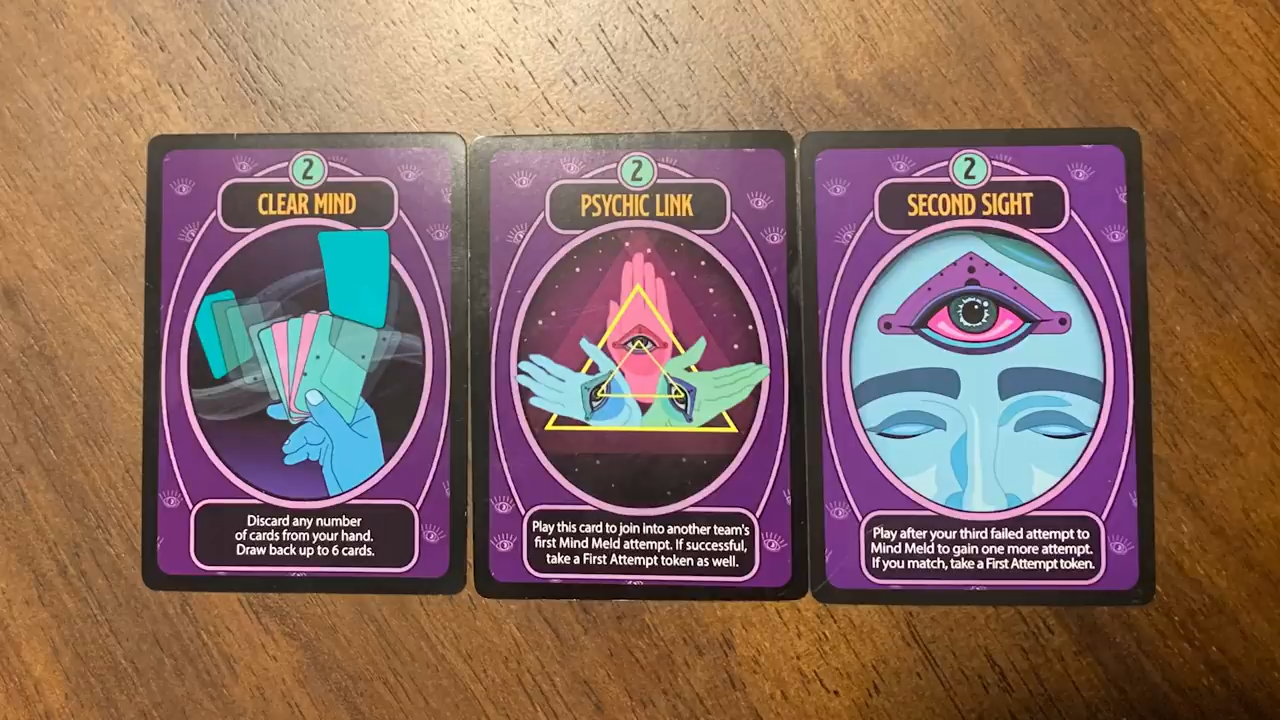 2
CLEAR MIND
Discard any number
of cards from your hand.
Draw back up to 6 cards.
2
PSYCHIC LINK
Play this card to join into another team's
first Mind Meld attempt. If successful,
take a First Attempt token as well.
2
SECOND SIGHT
Play after your third failed attempt to
Mind Meld to gain one more attempt.
If you match, take a First Attempt token.